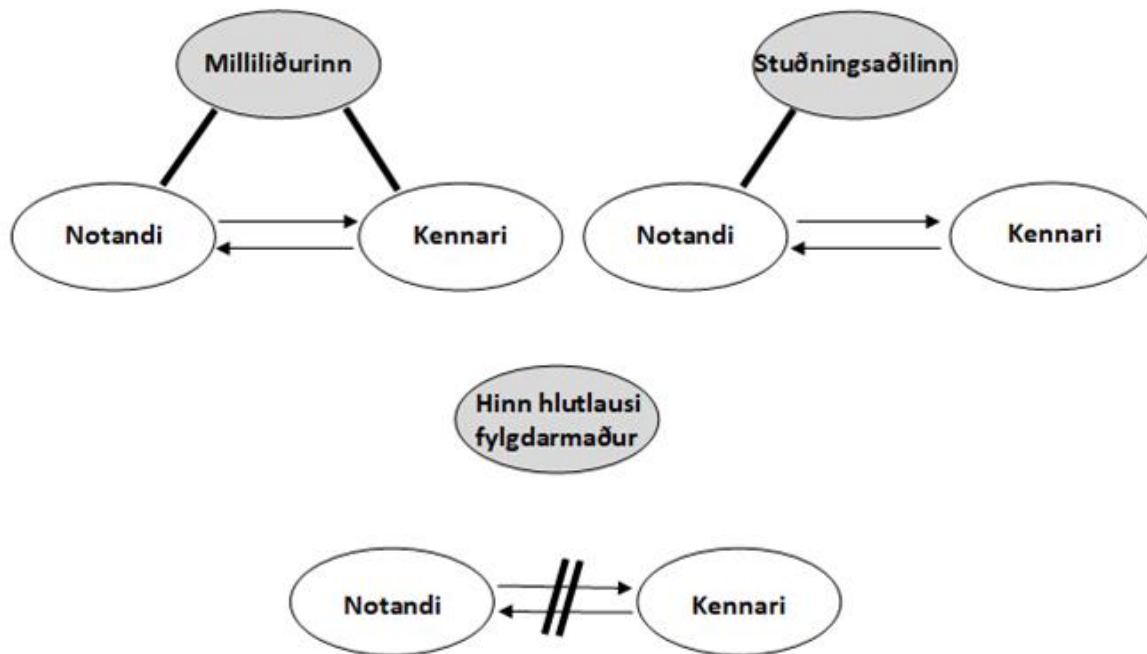 Milliliðurinn
Stuðningsaðilinn
Notandi
Kennari
Notandi
Kennari
Hinn hlutlausi
fylgdarmaður
Notandi
Kennari